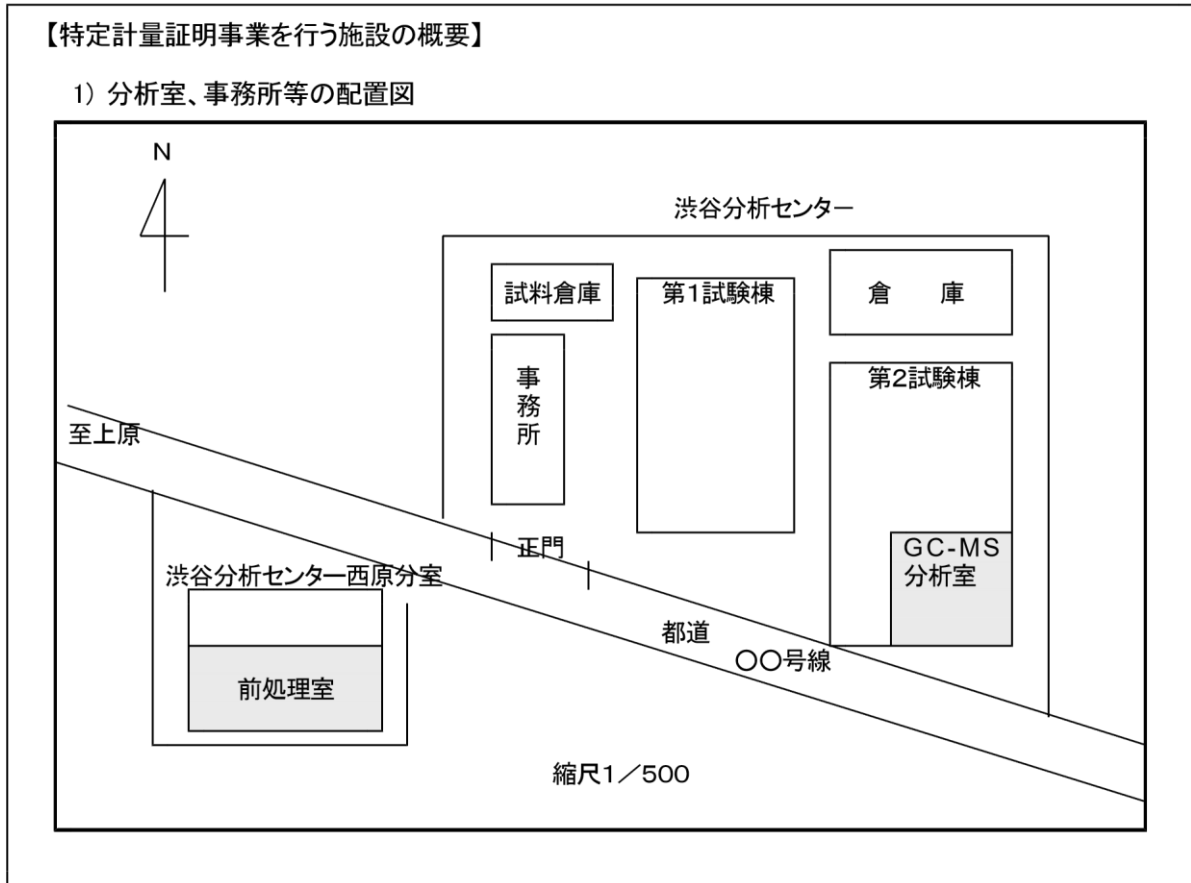 【特定計量証明事業を行う施設の概要】
1) 分析室、事務所等の配置図
N
渋谷分析センター
試料倉庫
第1試験棟
倉　庫
事務所
第2試験棟
至上原
正門
GC-MS
分析室
渋谷分析センター西原分室
都道
〇〇号線
前処理室
縮尺1／500